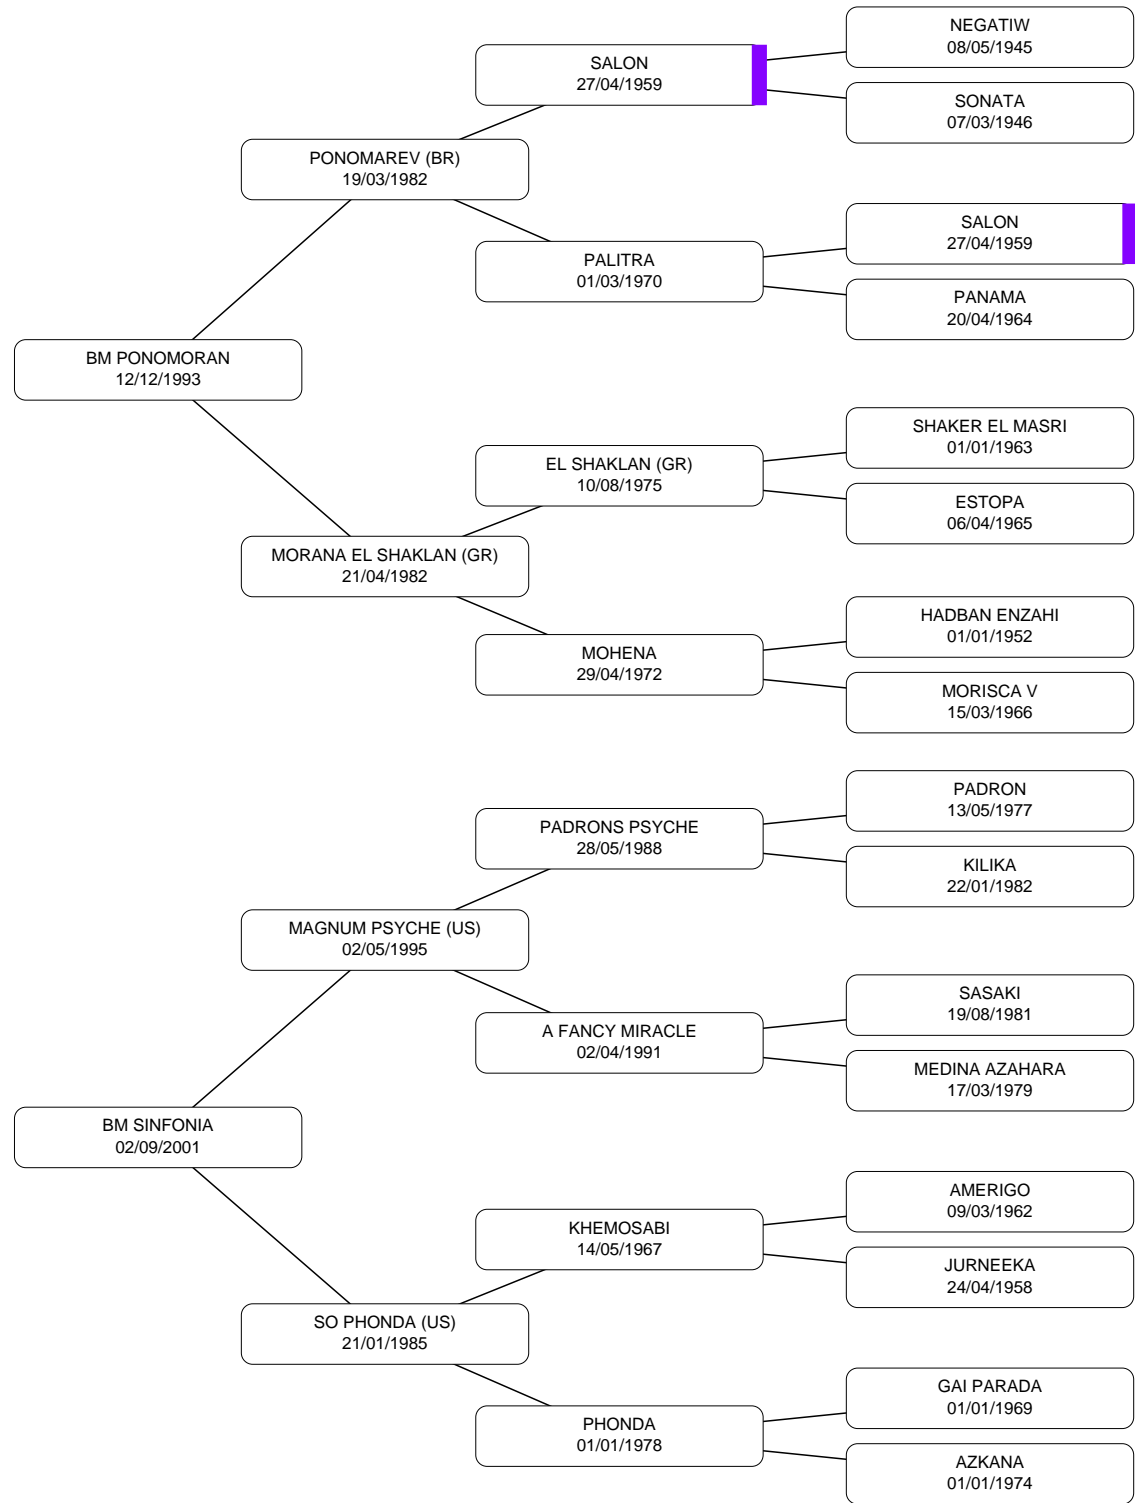 NEGATIW
08/05/1945
SALON
27/04/1959
SONATA
07/03/1946
PONOMAREV (BR)
19/03/1982
SALON
27/04/1959
PALITRA
01/03/1970
PANAMA
20/04/1964
BM PONOMORAN
12/12/1993
SHAKER EL MASRI
01/01/1963
EL SHAKLAN (GR)
10/08/1975
ESTOPA
06/04/1965
MORANA EL SHAKLAN (GR)
21/04/1982
HADBAN ENZAHI
01/01/1952
MOHENA
29/04/1972
MORISCA V
15/03/1966
PADRON
13/05/1977
PADRONS PSYCHE
28/05/1988
KILIKA
22/01/1982
MAGNUM PSYCHE (US)
02/05/1995
SASAKI
19/08/1981
A FANCY MIRACLE
02/04/1991
MEDINA AZAHARA
17/03/1979
BM SINFONIA
02/09/2001
AMERIGO
09/03/1962
KHEMOSABI
14/05/1967
JURNEEKA
24/04/1958
SO PHONDA (US)
21/01/1985
GAI PARADA
01/01/1969
PHONDA
01/01/1978
AZKANA
01/01/1974